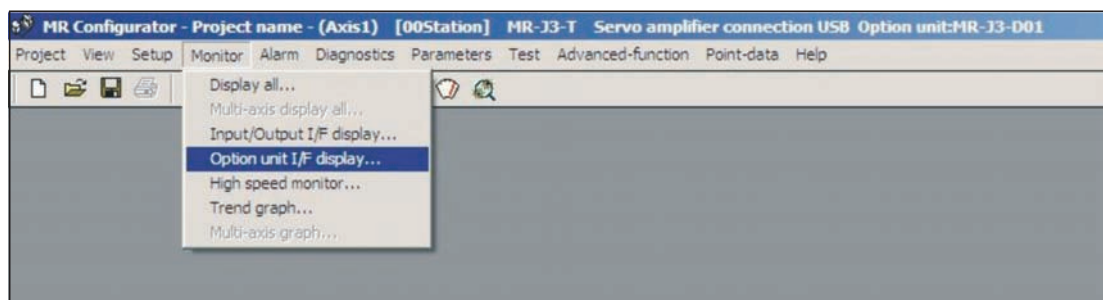 MR Configurator - Project name - (Axis1) [00Station] MR-J3-T Servo amplifier connection USB Option unit:MR-J3-D01
Project View Setup Monitor Alarm Diagnostics Parameters Test Advanced-function Point-data Help
Display all...
Multi-axis display all...
Input/Output I/F display...
Option unit I/F display...
High speed monitor...
Trend graph...
Multi-axis graph...